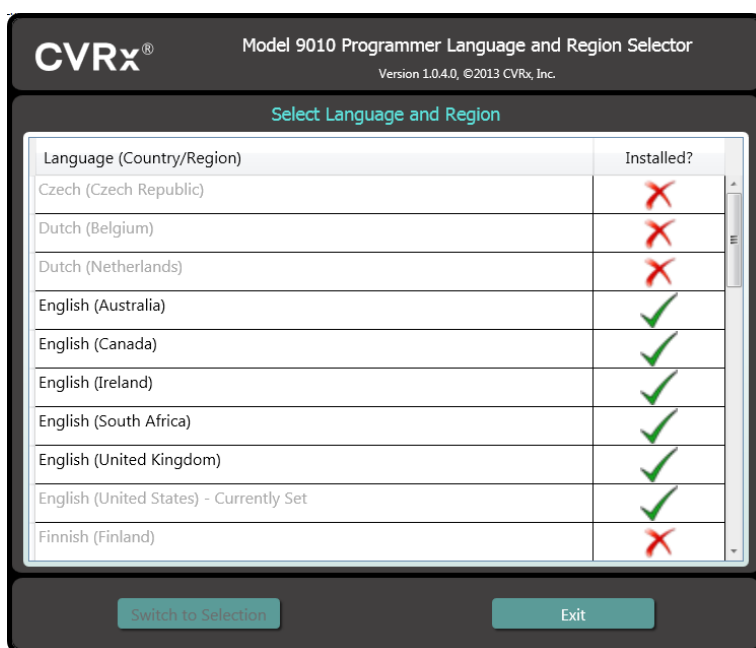 CVRx®
Model 9010 Programmer Language and Region Selector
Version 1.0.4.0, ©2013 CVRx, Inc.
Select Language and Region
Language (Country/Region) Installed?
Czech (Czech Republic)
Dutch (Belgium)
Dutch (Netherlands)
English (Australia)
English (Canada)
English (Ireland)
English (South Africa)
English (United Kingdom)
English (United States) - Currently Set
Finnish (Finland)
Switch to Selection Exit